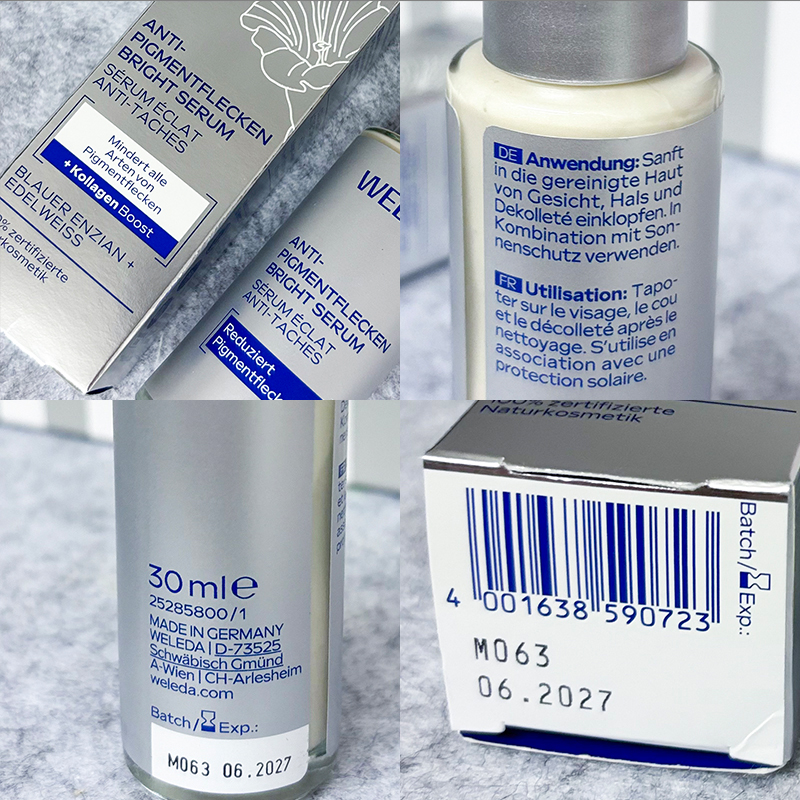 ANTI-
PIGMENTFLECKEN
BRIGHT SERUM
SÉRUM ÉCLAT
ANTI-TACHES
Mindert alle
Arten von
Pigmentflecken
+ Kollagen Boost
BLAUER ENZIAN +
EDELWEISS
zertifizierte
ANTI-
PIGMENTFLECKEN
BRIGHT SERUM
SÉRUM ÉCLAT
ANTI-TACHES
Reduziert
DE Anwendung: Sanft
in die gereinigte Haut
von Gesicht, Hals und
Dekolleté einklopfen. In
Kombination mit Son-
nenschutz verwenden.
FR Utilisation: Tapo-
ter sur le visage, le cou
et le décolleté après le
nettoyage. S'utilise en
association avec une
protection solaire.
30 ml e
25285800/1
MADE IN GERMANY
WELEDA | D-73525
Schwäbisch Gmünd
A-Wien | CH-Arlesheim
weleda.com
Batch / Exp.:
M063 06.2027
100% zertifizierte
Naturkosmetik
Batch / Exp.:
4 001638 590723
M063
06.2027